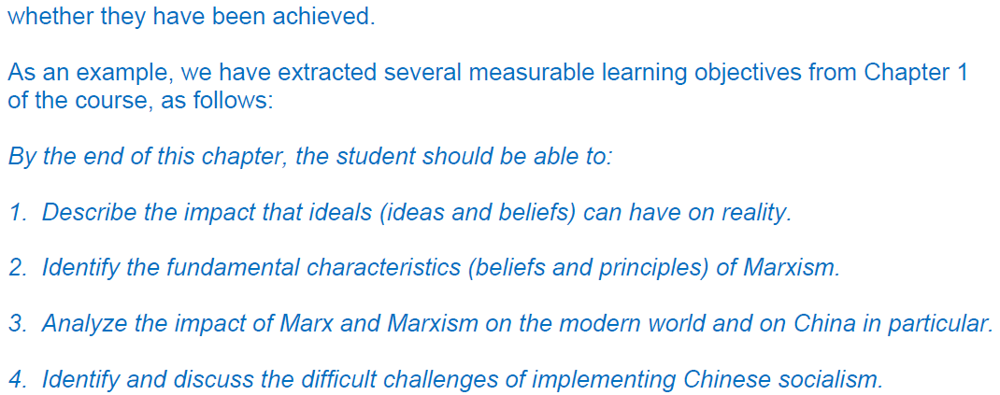 whether they have been achieved.
As an example, we have extracted several measurable learning objectives from Chapter 1
of the course, as follows:
By the end of this chapter, the student should be able to:
1. Describe the impact that ideals (ideas and beliefs) can have on reality.
2. Identify the fundamental characteristics (beliefs and principles) of Marxism.
3. Analyze the impact of Marx and Marxism on the modern world and on China in particular.
4. Identify and discuss the difficult challenges of implementing Chinese socialism.